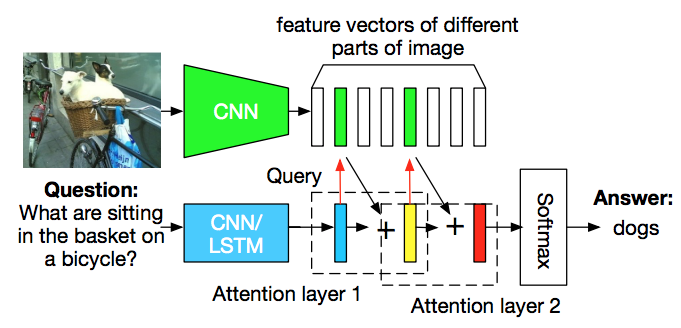 feature vectors of different
parts of image
CNN
Question:
What are sitting
in the basket on
a bicycle?
CNN/
LSTM
Query
+
+
Attention layer 1
Attention layer 2
Softmax
Answer:
dogs